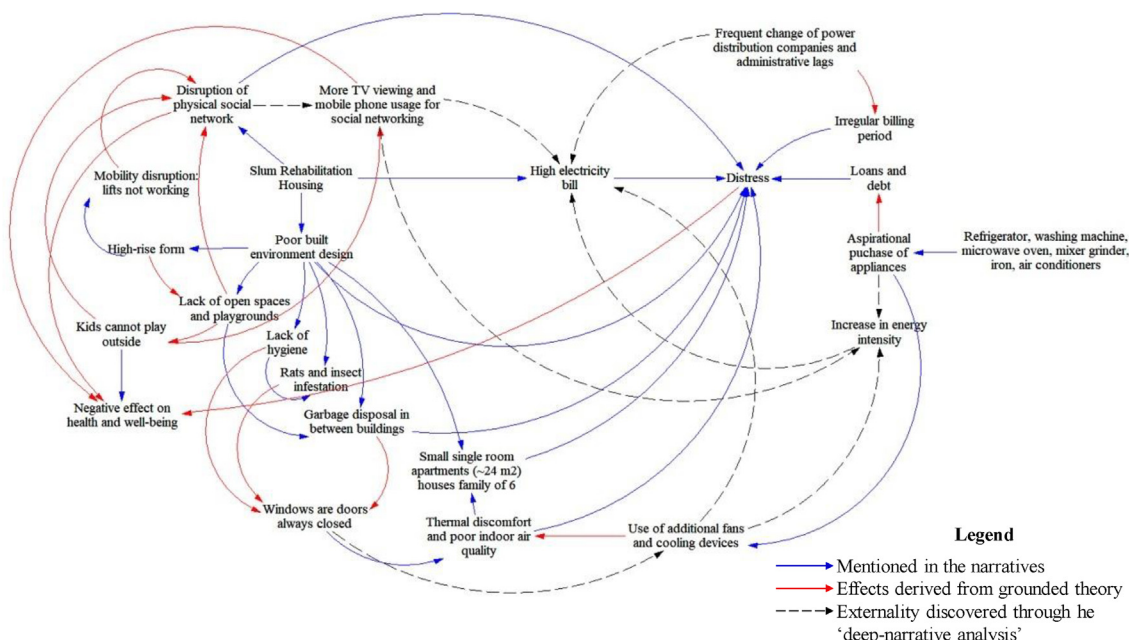 Frequent change of power
distribution companies and
administrative lags
Disruption of
physical social
network
More TV viewing and
mobile phone usage for
social networking
Irregular billing
period
Mobility disruption:
lifts not working
Slum Rehabilitation
Housing
High electricity
bill
Distress
Loans and
debt
High-rise form
Poor built
environment design
Aspirational
puchase of
appliances
Refrigerator, washing machine,
microwave oven, mixer grinder,
iron, air conditioners
Lack of open spaces
and playgrounds
Kids cannot play
outside
Lack of
hygiene
Increase in energy
intensity
Rats and insect
infestation
Negative effect on
health and well-being
Garbage disposal in
between buildings
Small single room
apartments (~24 m2)
houses family of 6
Windows are doors
always closed
Thermal discomfort
and poor indoor air
quality
Use of additional fans
and cooling devices
Legend
Mentioned in the narratives
Effects derived from grounded theory
Externality discovered through he
‘deep-narrative analysis’